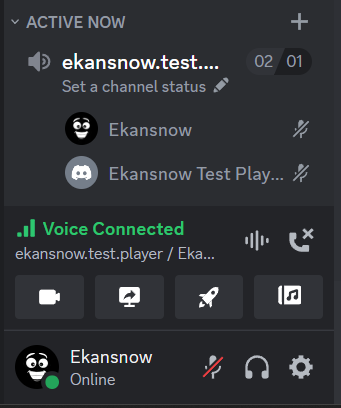 ACTIVE NOW
ekansnow.test.... 02 01
Set a channel status
Ekansnow
Ekansnow Test Play...
Voice Connected
ekansnow.test.player / Eka...
Ekansnow
Online